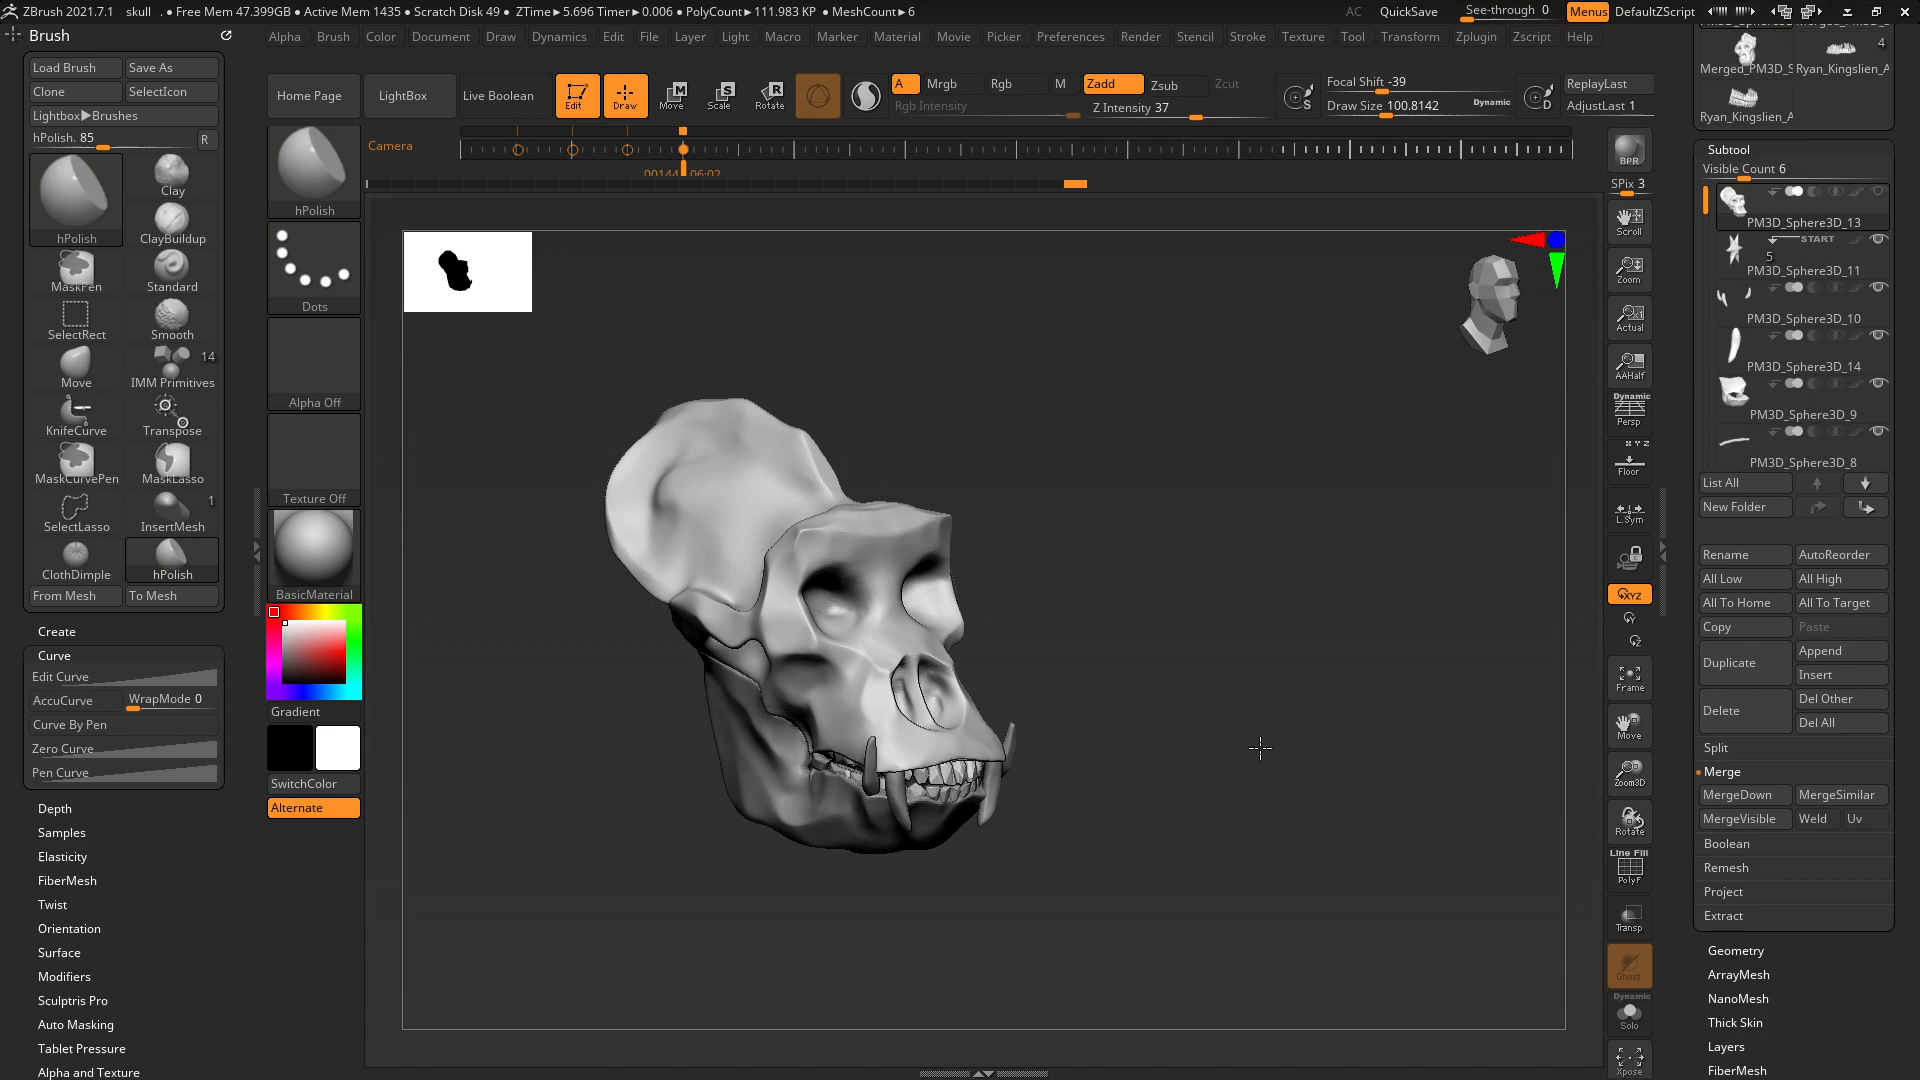 ZBrush 2021.7.1 skull . • Free Mem 47.399GB • Active Mem 1435 • Scratch Disk 49 • ZTime▶5.696 Timer▶0.006 • PolyCount▶111.983 KP • MeshCount▶6
AC QuickSave See-through 0 Menus DefaultZScript
Brush
Alpha Brush Color Document Draw Dynamics Edit File Layer Light Macro Marker Material Movie Picker Preferences Render Stencil Stroke Texture Tool Transform Zplugin Zscript Help
Load Brush Save As
Clone SelectIcon
Lightbox▶Brushes
hPolish. 85 R
hPolish Clay
ClayBuildup
MaskPen Standard
SelectRect Smooth
Move IMM Primitives 14
KnifeCurve Transpose
MaskCurvePen MaskLasso
SelectLasso InsertMesh 1
ClothDimple hPolish
From Mesh To Mesh
Create
Curve
Edit Curve
AccuCurve WrapMode 0
Curve By Pen
Zero Curve
Pen Curve
Depth
Samples
Elasticity
FiberMesh
Twist
Orientation
Surface
Modifiers
Sculptris Pro
Auto Masking
Tablet Pressure
Alpha and Texture
Home Page LightBox Live Boolean Edit Draw Move Scale Rotate
M S R
A Mrgb Rgb M Zadd Zsub Zcut
Rgb Intensity Z Intensity 37
S Focal Shift -39
Draw Size 100.8142 Dynamic D
ReplayLast
AdjustLast 1
Camera
hPolish
Dots
Alpha Off
Texture Off
BasicMaterial
Gradient
SwitchColor
Alternate
BPR
SPix 3
Scroll
Zoom
Actual
AAHalf
Dynamic
Persp
X Y Z
Floor
L.Sym
XYZ
Frame
Move
Zoom3D
Rotate
Line Fill
PolyF
Transp
Ghost
Dynamic
Solo
Xpose
4
Merged_PM3D_S Ryan_Kingslien_A
Ryan_Kingslien_A
Subtool
Visible Count 6
PM3D_Sphere3D_13
START
5
PM3D_Sphere3D_11
PM3D_Sphere3D_10
PM3D_Sphere3D_14
PM3D_Sphere3D_9
PM3D_Sphere3D_8
List All
New Folder
Rename AutoReorder
All Low All High
All To Home All To Target
Copy Paste
Duplicate Append
Insert
Delete Del Other
Del All
Split
Merge
MergeDown MergeSimilar
MergeVisible Weld Uv
Boolean
Remesh
Project
Extract
Geometry
ArrayMesh
NanoMesh
Thick Skin
Layers
FiberMesh